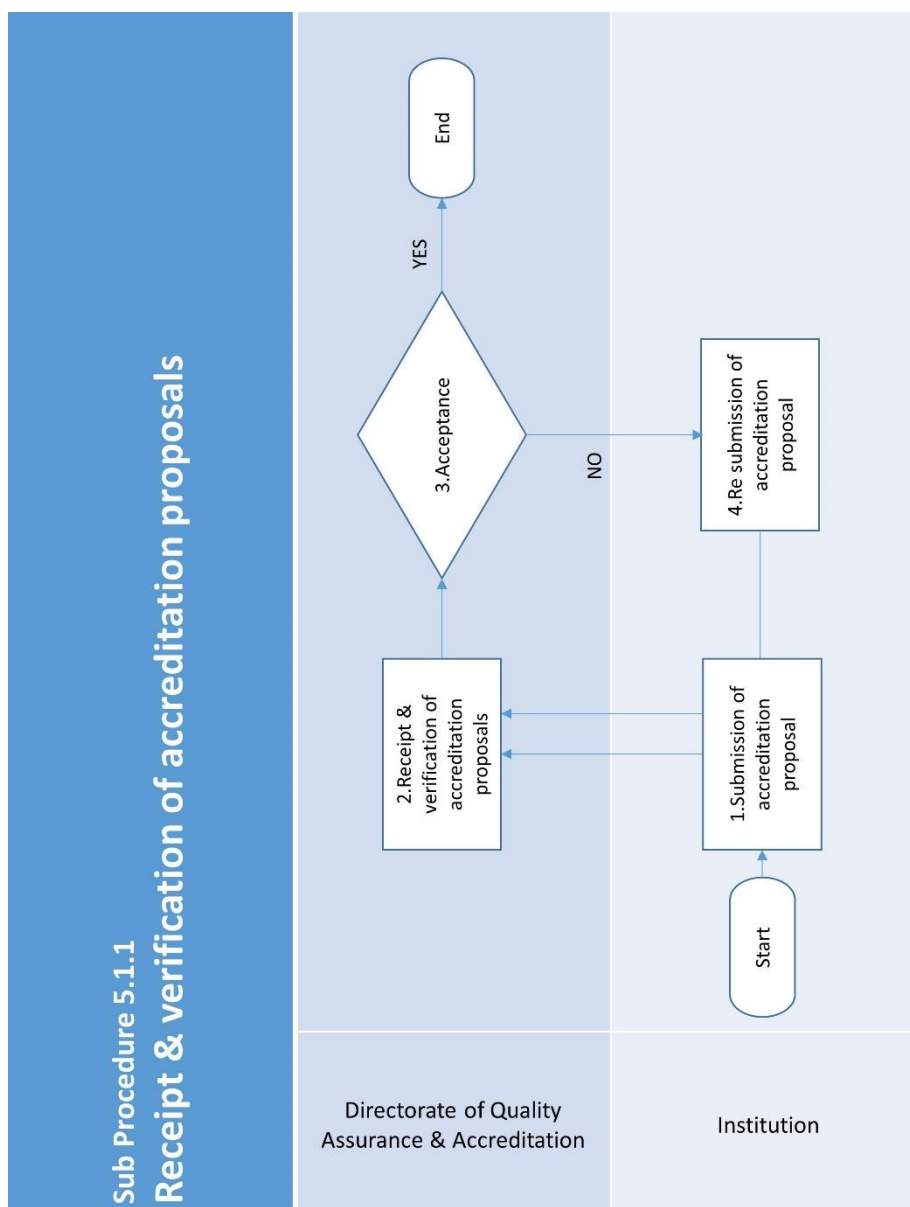 Sub Procedure 5.1.1
Receipt & verification of accreditation proposals
Directorate of Quality
Assurance & Accreditation
2.Receipt &
verification of
accreditation
proposals
3.Acceptance
YES
End
NO
Institution
Start
1.Submission of
accreditation
proposal
4.Re submission of
accreditation
proposal